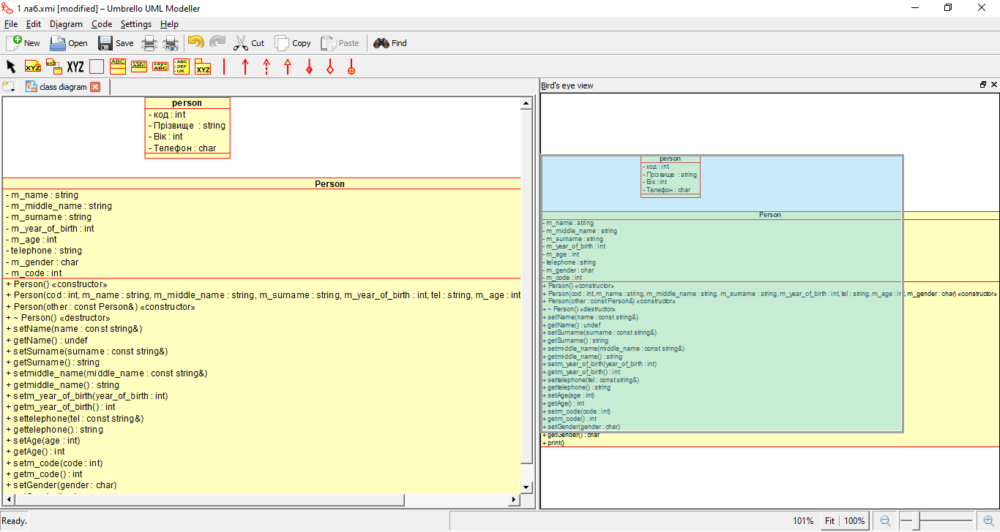 1 лаб.xmi [modified] – Umbrello UML Modeller
File Edit Diagram Code Settings Help
New Open Save Cut Copy Paste Find
XYZ XYZ XYZ ABC «xyz» ABC «xyz» ABC - ABC - DEF - IJK XYZ
class diagram
person
- код : int
- Прізвище : string
- Вік : int
- Телефон : char
Person
- m_name : string
- m_middle_name : string
- m_surname : string
- m_year_of_birth : int
- m_age : int
- telephone : string
- m_gender : char
- m_code : int
+ Person() «constructor»
+ Person(cod : int, m_name : string, m_middle_name : string, m_surname : string, m_year_of_birth : int, tel : string, m_age : int
+ Person(other : const Person&) «constructor»
+ ~ Person() «destructor»
+ setName(name : const string&)
+ getName() : undef
+ setSurname(surname : const string&)
+ getSurname() : string
+ setmiddle_name(middle_name : const string&)
+ getmiddle_name() : string
+ setm_year_of_birth(year_of_birth : int)
+ getm_year_of_birth() : int
+ settelephone(tel : const string&)
+ gettelephone() : string
+ setAge(age : int)
+ getAge() : int
+ setm_code(code : int)
+ getm_code() : int
+ setGender(gender : char)
Bird's eye view
person
- код : int
- Прізвище : string
- Вік : int
- Телефон : char
Person
- m_name : string
- m_middle_name : string
- m_surname : string
- m_year_of_birth : int
- m_age : int
- telephone : string
- m_gender : char
- m_code : int
+ Person() «constructor»
+ Person(cod : int, m_name : string, m_middle_name : string, m_surname : string, m_year_of_birth : int, tel : string, m_age : int, m_gender : char) «constructor»
+ Person(other : const Person&) «constructor»
+ ~ Person() «destructor»
+ setName(name : const string&)
+ getName() : undef
+ setSurname(surname : const string&)
+ getSurname() : string
+ setmiddle_name(middle_name : const string&)
+ getmiddle_name() : string
+ setm_year_of_birth(year_of_birth : int)
+ getm_year_of_birth() : int
+ settelephone(tel : const string&)
+ gettelephone() : string
+ setAge(age : int)
+ getAge() : int
+ setm_code(code : int)
+ getm_code() : int
+ setGender(gender : char)
+ getGender() : char
+ print()
Ready.
101% Fit 100%